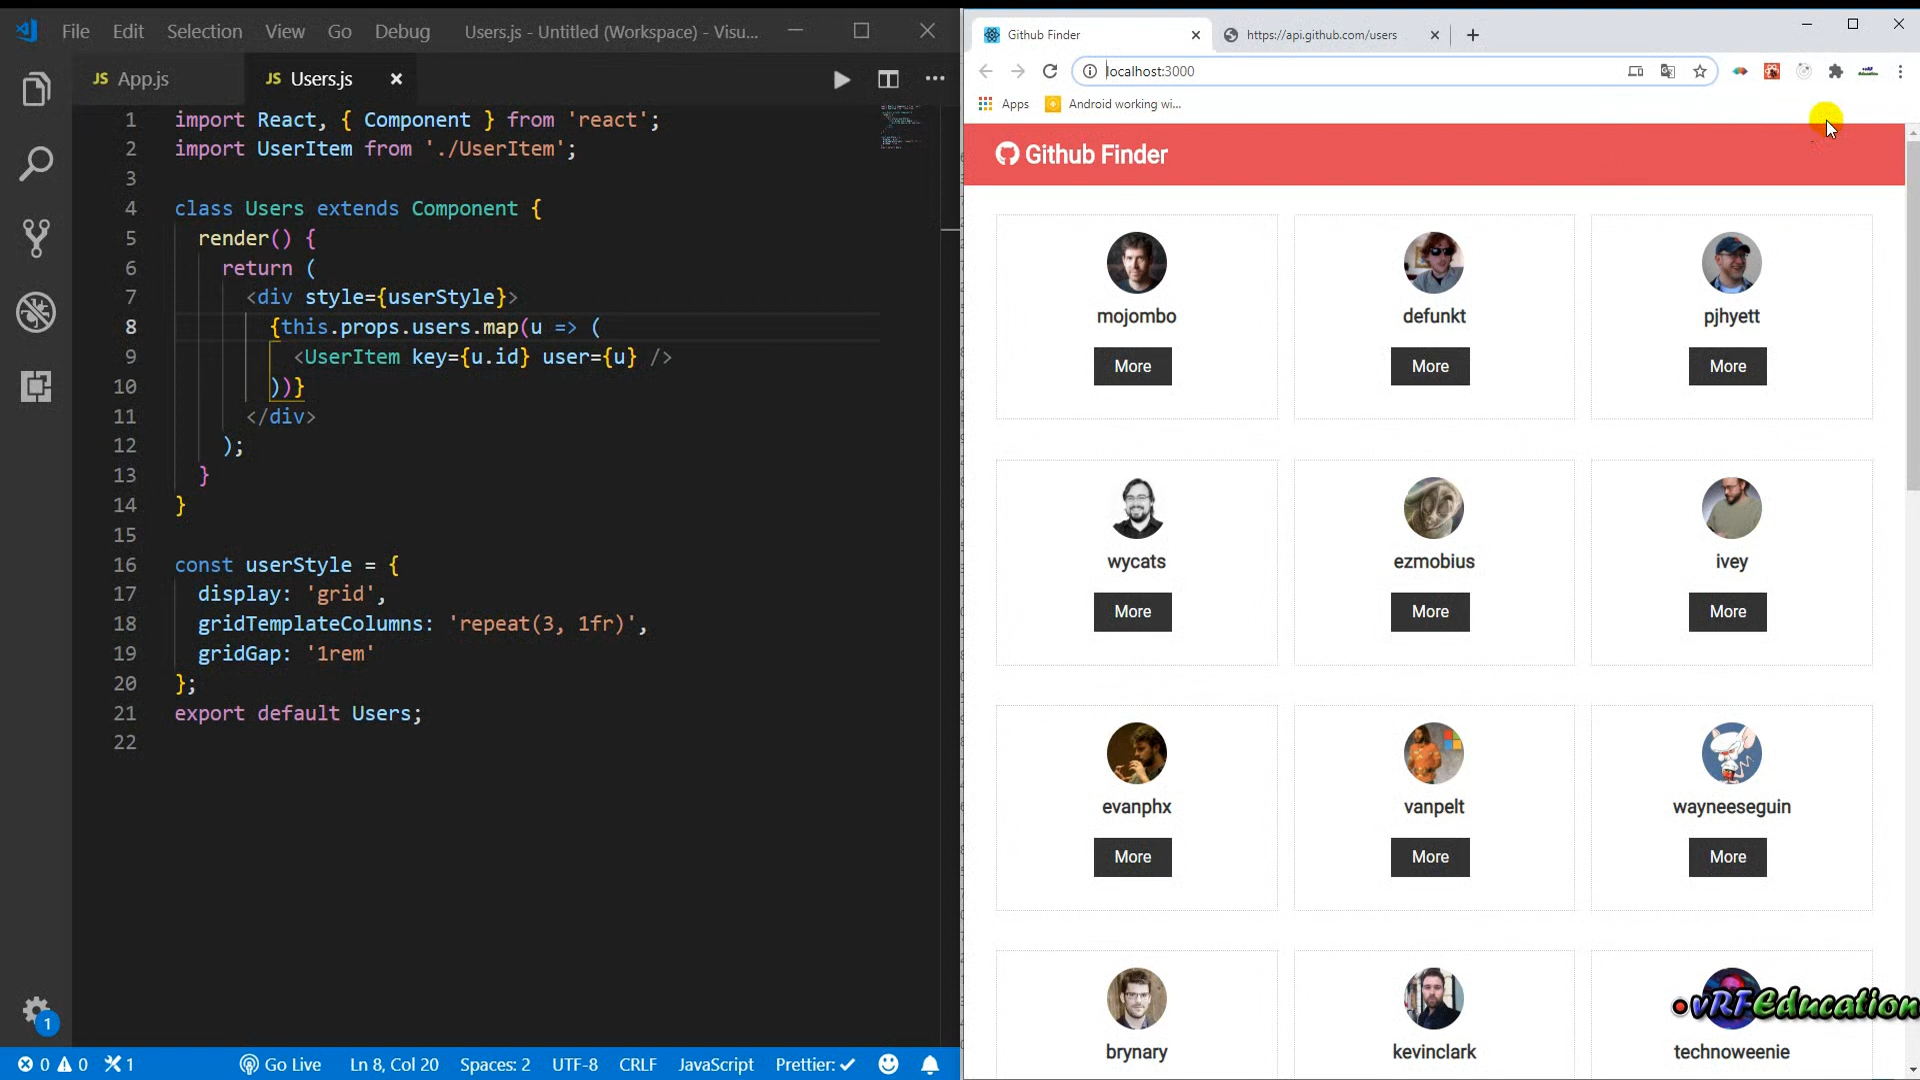 File Edit Selection View Go Debug Users.js - Untitled (Workspace) - Visu...
JS App.js JS Users.js
1 import React, { Component } from 'react';
2 import UserItem from './UserItem';
3
4 class Users extends Component {
5 render() {
6 return (
7 <div style={userStyle}>
8 {this.props.users.map(u => (
9 <UserItem key={u.id} user={u} />
10 ))}
11 </div>
12 );
13 }
14 }
15
16 const userStyle = {
17 display: 'grid',
18 gridTemplateColumns: 'repeat(3, 1fr)',
19 gridGap: '1rem'
20 };
21 export default Users;
22
1
0 0 1 Go Live Ln 8, Col 20 Spaces: 2 UTF-8 CRLF JavaScript Prettier: ✓
Github Finder https://api.github.com/users
localhost:3000
Apps Android working wi...
Github Finder
mojombo defunkt pjhyett
More More More
wycats ezmobius ivey
More More More
evanphx vanpelt wayneeseguin
More More More
vRFEducation
brynary kevinclark technoweenie